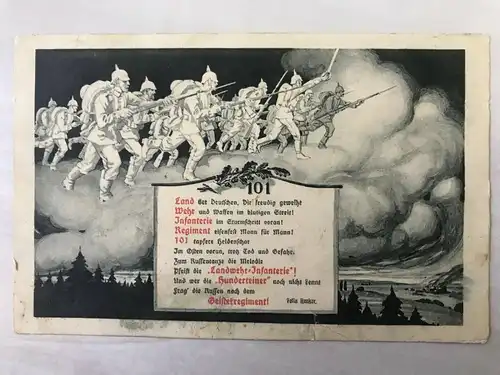 101
Land der Deutschen, Dir freudig geweiht
Wehr und Waffen im blutigen Streit!
Infanterie im Sturmschritt voran!
Regiment eisenfest Mann für Mann!
101 tapfere Heldenschar
Im Osten voran, trotz Tod und Gefahr.
Zum Russentanze die Melodie
Pfeift die „Landwehr-Infanterie“!
Und wer die „Hunderteiner“ noch nicht kennt
Frag' die Russen nach dem
Geisterregiment!